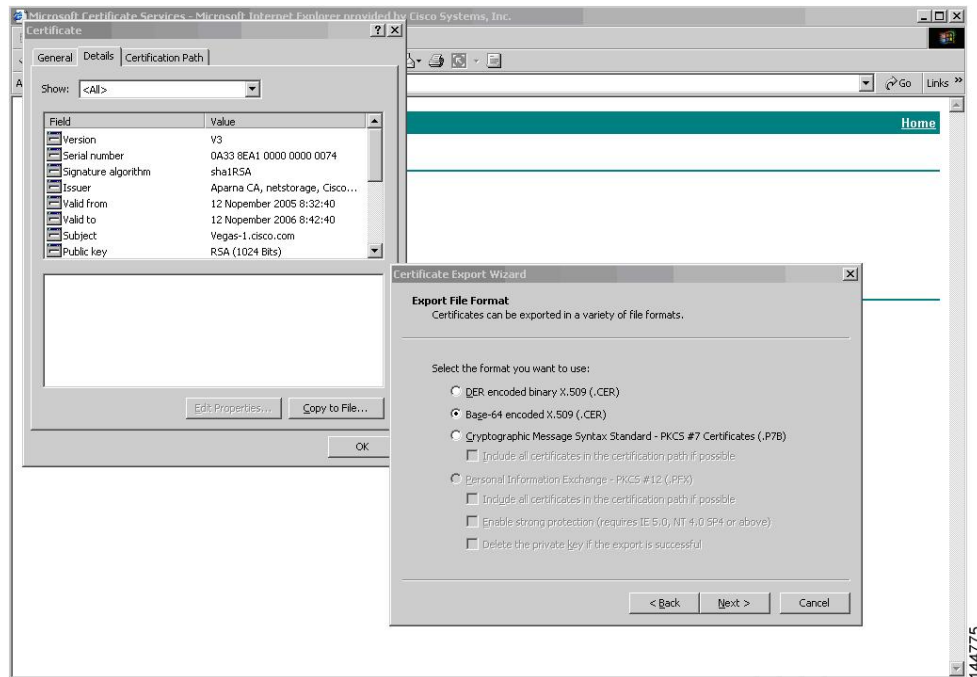 Microsoft Certificate Services - Microsoft Internet Explorer provided by Cisco Systems, Inc.
Certificate
General Details Certification Path
Show: <All>
Field Value
Version V3
Serial number 0A33 8EA1 0000 0000 0074
Signature algorithm sha1RSA
Issuer Aparna CA, netstorage, Cisco...
Valid from 12 Nopember 2005 8:32:40
Valid to 12 Nopember 2006 8:42:40
Subject Vegas-1.cisco.com
Public key RSA (1024 Bits)
Edit Properties... Copy to File...
OK
Go Links »
Home
Certificate Export Wizard
Export File Format
Certificates can be exported in a variety of file formats.
Select the format you want to use:
DER encoded binary X.509 (.CER)
Base-64 encoded X.509 (.CER)
Cryptographic Message Syntax Standard - PKCS #7 Certificates (.P7B)
Include all certificates in the certification path if possible
Personal Information Exchange - PKCS #12 (.PFX)
Include all certificates in the certification path if possible
Enable strong protection (requires IE 5.0, NT 4.0 SP4 or above)
Delete the private key if the export is successful
< Back Next > Cancel
144775